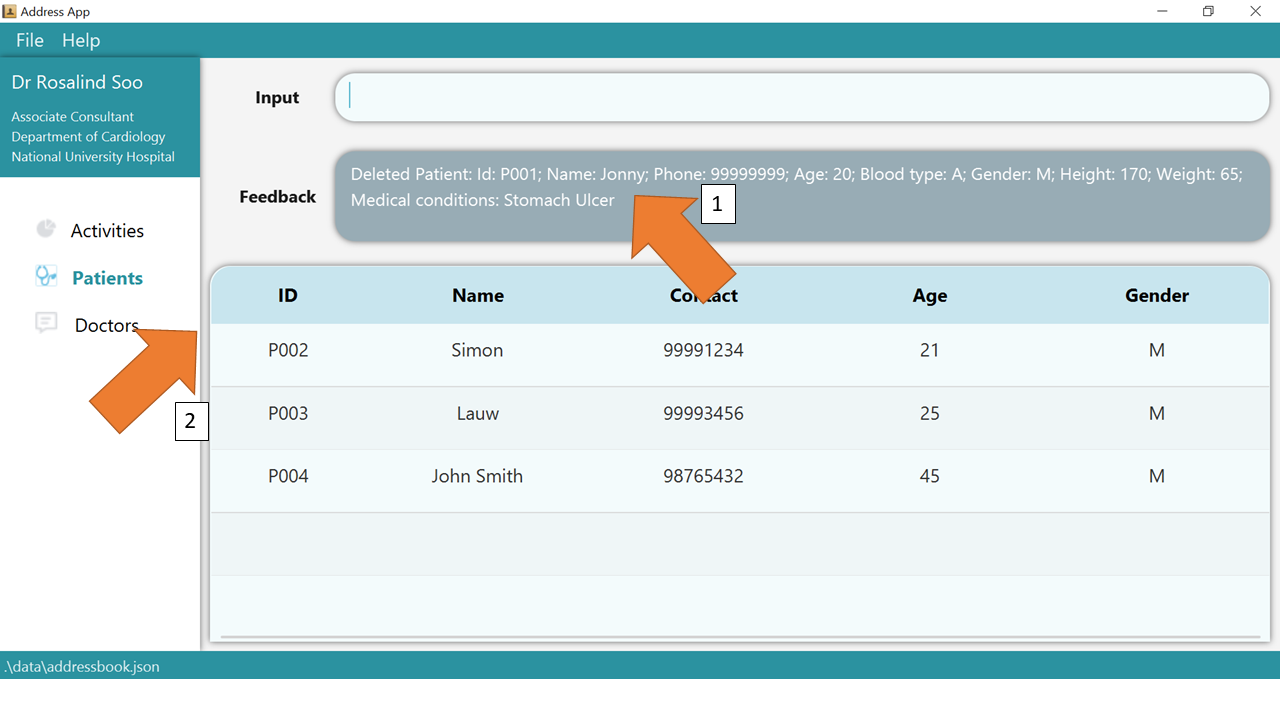 Address App
File Help
Dr Rosalind Soo
Associate Consultant
Department of Cardiology
National University Hospital
Activities
Patients
Doctors
Input
Feedback
Deleted Patient: Id: P001; Name: Jonny; Phone: 99999999; Age: 20; Blood type: A; Gender: M; Height: 170; Weight: 65;
Medical conditions: Stomach Ulcer
1
2
ID Name Contact Age Gender
P002 Simon 99991234 21 M
P003 Lauw 99993456 25 M
P004 John Smith 98765432 45 M
.\data\addressbook.json